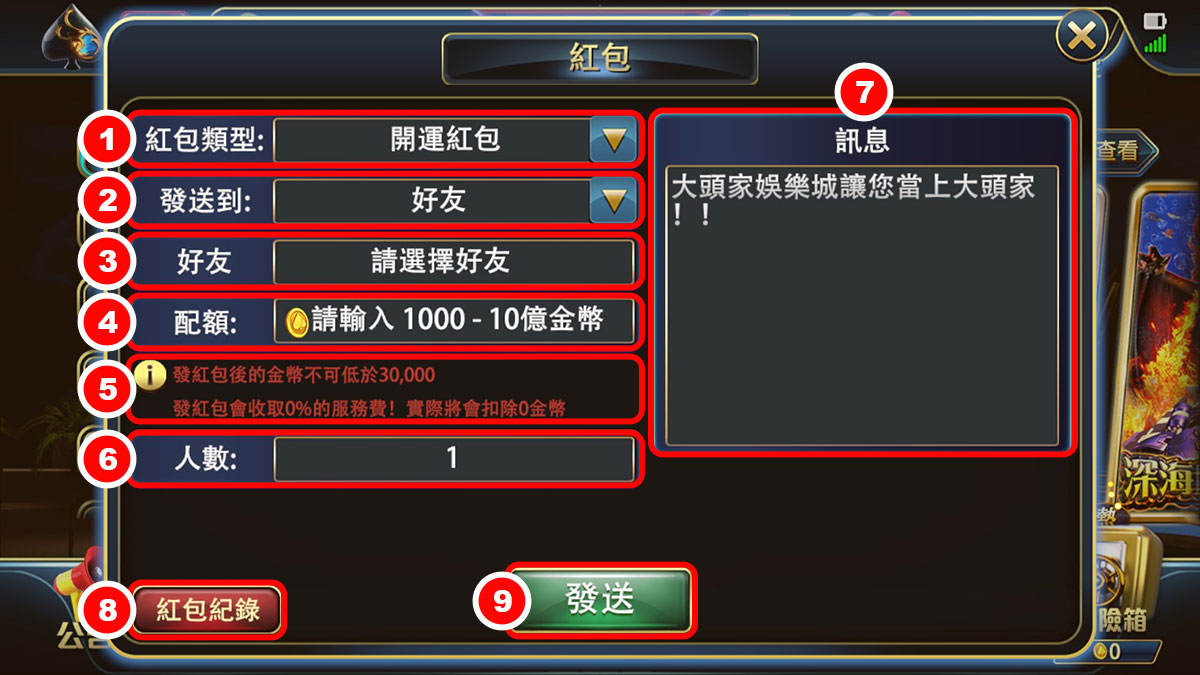 紅包
7
1
紅包類型:
開運紅包
訊息
查看
2
發送到:
好友
大頭家娛樂城讓您當上大頭家
！！
3
好友
請選擇好友
4
配額:
請輸入 1000 - 10億金幣
5
發紅包後的金幣不可低於30,000
發紅包會收取0%的服務費！實際將會扣除0金幣
6
人數:
1
深海
熱
8
紅包紀錄
9
發送
公
險箱
0